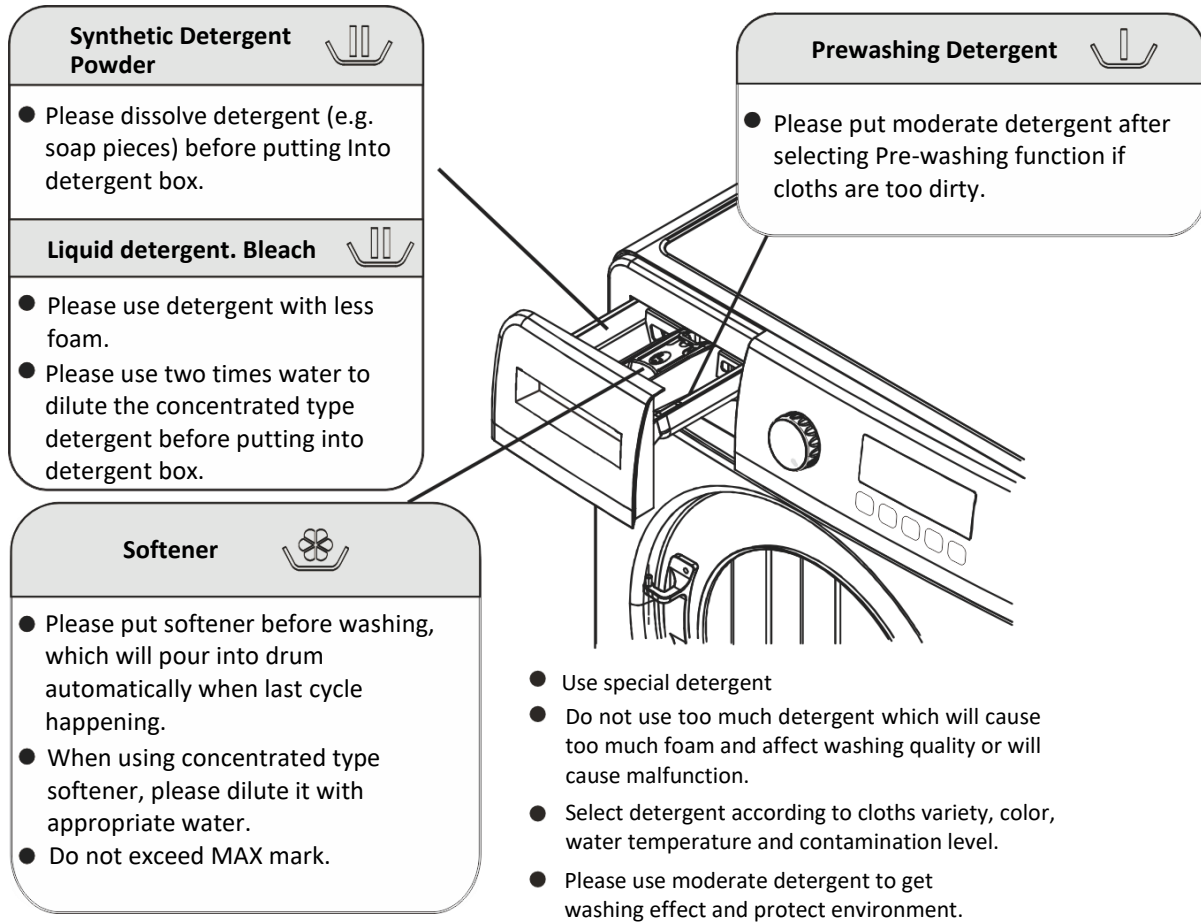 Synthetic Detergent
Powder
● Please dissolve detergent (e.g.
soap pieces) before putting Into
detergent box.
Liquid detergent. Bleach
● Please use detergent with less
foam.
● Please use two times water to
dilute the concentrated type
detergent before putting into
detergent box.
Softener
● Please put softener before washing,
which will pour into drum
automatically when last cycle
happening.
● When using concentrated type
softener, please dilute it with
appropriate water.
● Do not exceed MAX mark.
Prewashing Detergent
● Please put moderate detergent after
selecting Pre-washing function if
cloths are too dirty.
● Use special detergent
● Do not use too much detergent which will cause
too much foam and affect washing quality or will
cause malfunction.
● Select detergent according to cloths variety, color,
water temperature and contamination level.
● Please use moderate detergent to get
washing effect and protect environment.